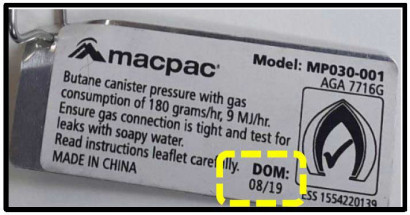 macpac
Model: MP030-001
AGA 7716G
Butane canister pressure with gas
consumption of 180 grams/hr, 9 MJ/hr.
Ensure gas connection is tight and test for
leaks with soapy water.
Read instructions leaflet carefully.
DOM:
MADE IN CHINA
08/19
ESS 1554220139